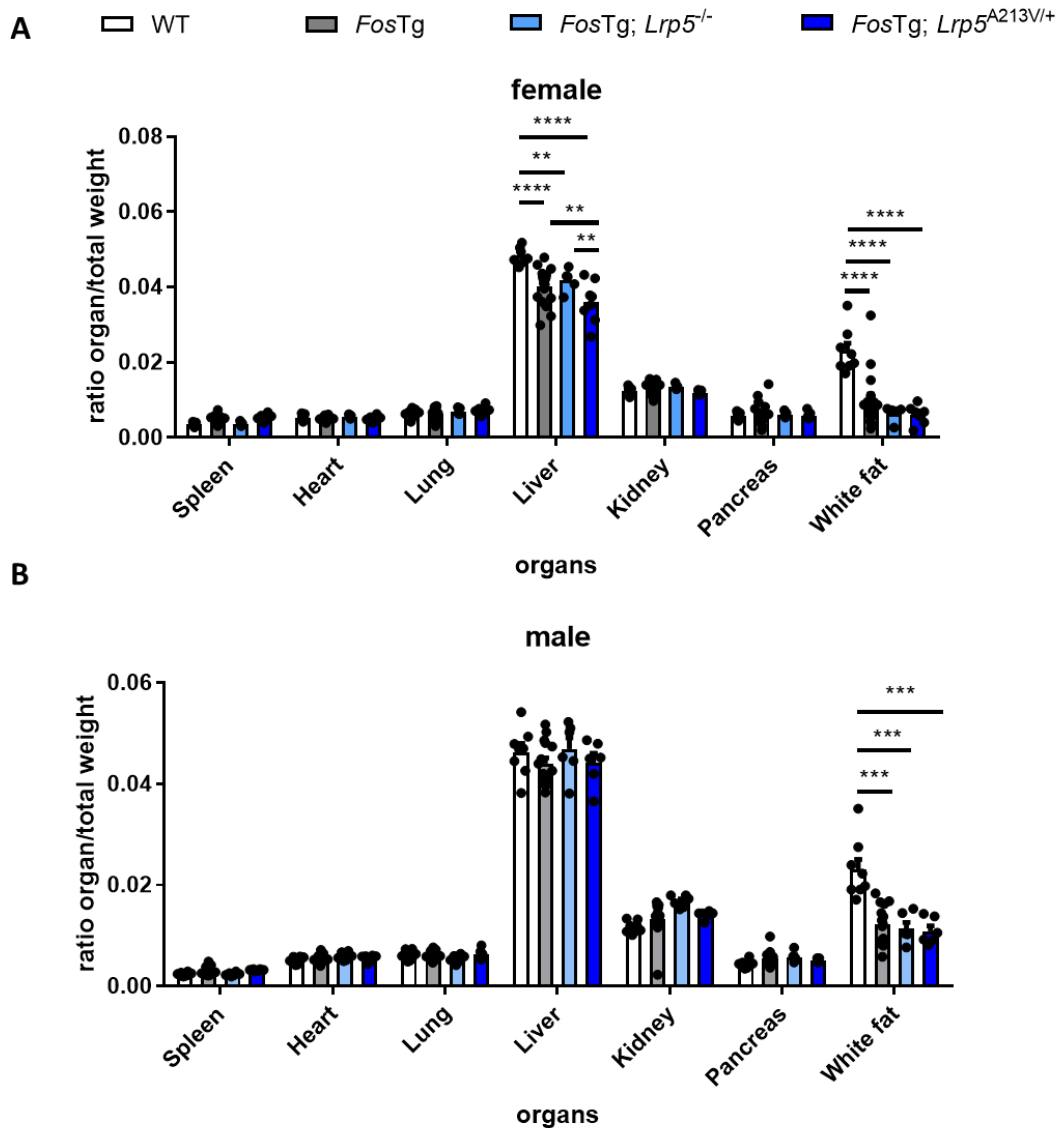 A
WT FosTg FosTg; Lrp5-/- FosTg; Lrp5A213V/+
female
ratio organ/total weight
0.08
0.06
0.04
0.02
0.00
****
**
****
**
**
****
****
****
Spleen Heart Lung Liver Kidney Pancreas White fat
organs
B
male
ratio organ/total weight
0.06
0.04
0.02
0.00
***
***
***
Spleen Heart Lung Liver Kidney Pancreas White fat
organs